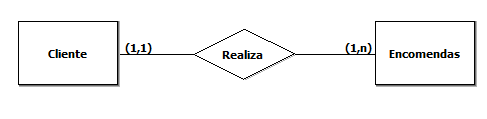 Cliente
(1,1)
Realiza
(1,n)
Encomendas